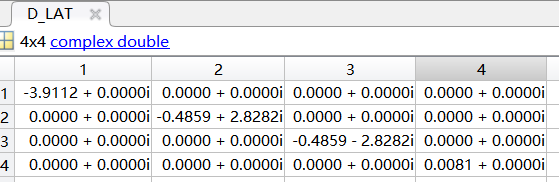 D_LAT
4x4 complex double
1 2 3 4
1 -3.9112 + 0.0000i 0.0000 + 0.0000i 0.0000 + 0.0000i 0.0000 + 0.0000i
2 0.0000 + 0.0000i -0.4859 + 2.8282i 0.0000 + 0.0000i 0.0000 + 0.0000i
3 0.0000 + 0.0000i 0.0000 + 0.0000i -0.4859 - 2.8282i 0.0000 + 0.0000i
4 0.0000 + 0.0000i 0.0000 + 0.0000i 0.0000 + 0.0000i 0.0081 + 0.0000i